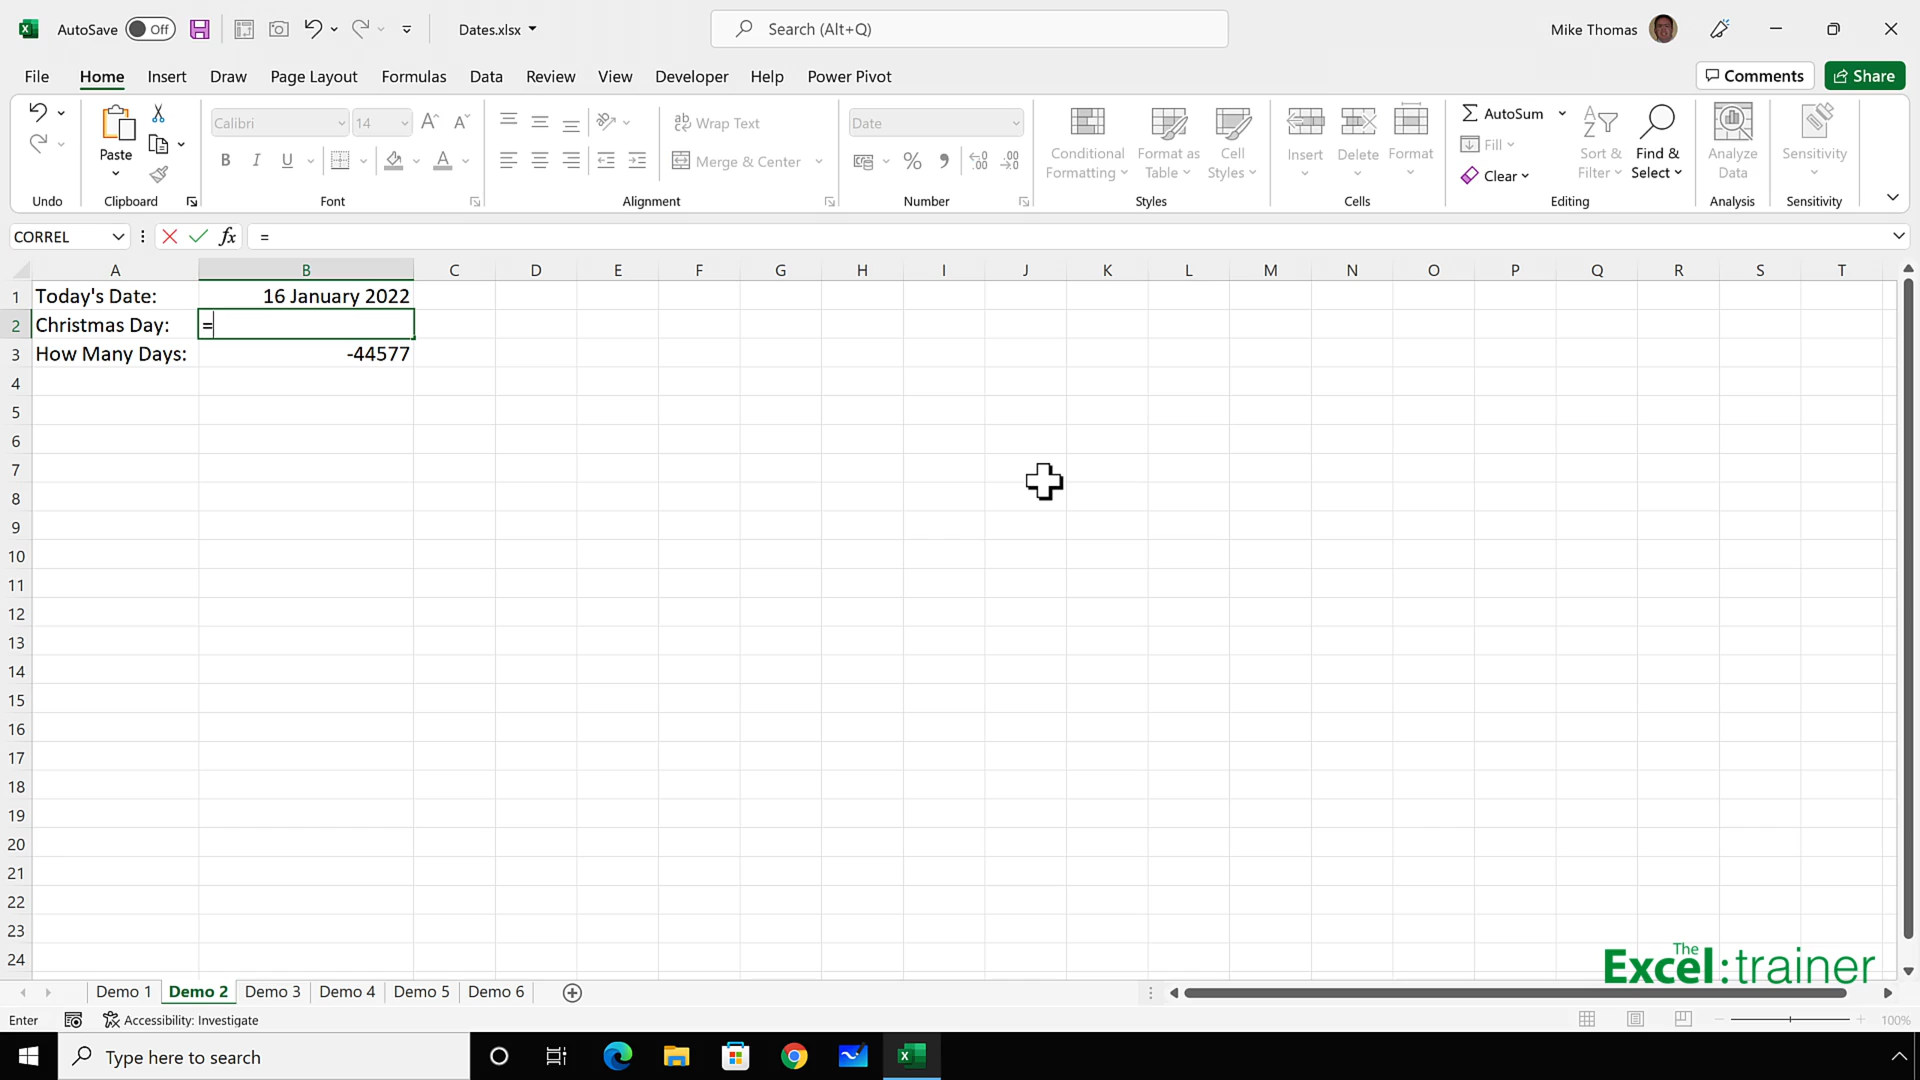 AutoSave Off Dates.xlsx Search (Alt+Q) Mike Thomas
File Home Insert Draw Page Layout Formulas Data Review View Developer Help Power Pivot Comments Share
Calibri 14 Wrap Text Date AutoSum
Paste Conditional Formatting Format as Table Cell Styles Insert Delete Format Fill Sort & Filter Find & Select Analyze Data Sensitivity
Merge & Center Clear
Undo Clipboard Font Alignment Number Styles Cells Editing Analysis Sensitivity
CORREL fx =
A B C D E F G H I J K L M N O P Q R S T
1 Today's Date: 16 January 2022
2 Christmas Day: =
3 How Many Days: -44577
4
5
6
7
8
9
10
11
12
13
14
15
16
17
18
19
20
21
22
23
24
The
Excel:trainer
Demo 1 Demo 2 Demo 3 Demo 4 Demo 5 Demo 6
Enter Accessibility: Investigate 100%
Type here to search